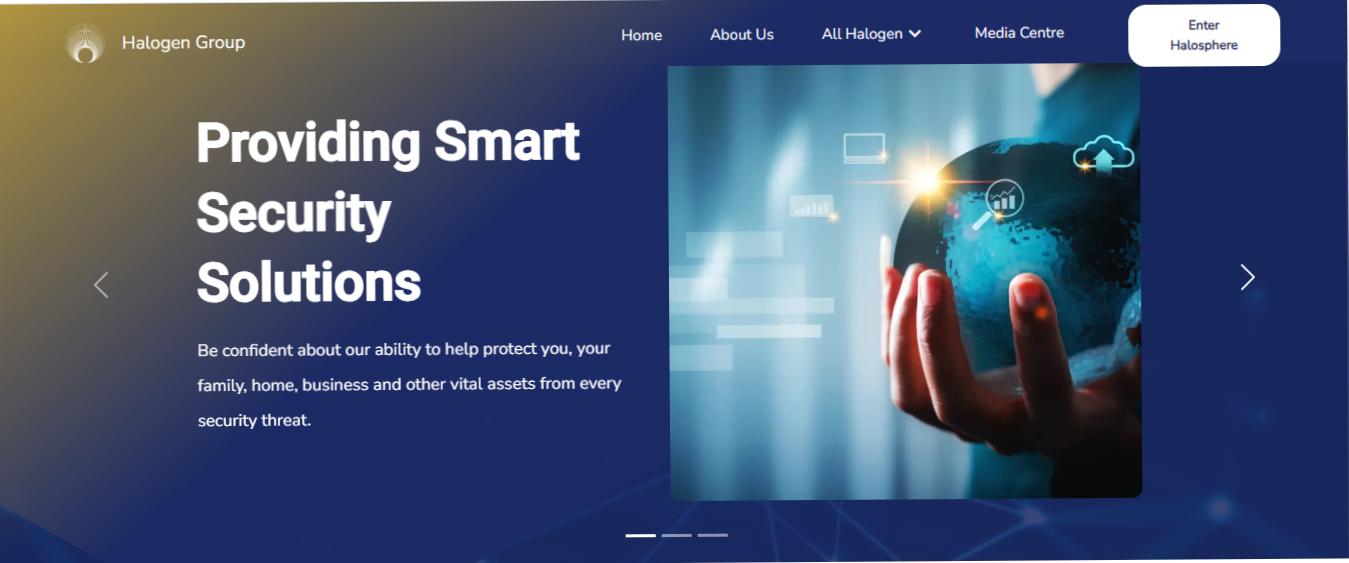 Halogen Group
Home
About Us
All Halogen
Media Centre
Enter
Halosphere
Providing Smart
Security
Solutions
Be confident about our ability to help protect you, your
family, home, business and other vital assets from every
security threat.